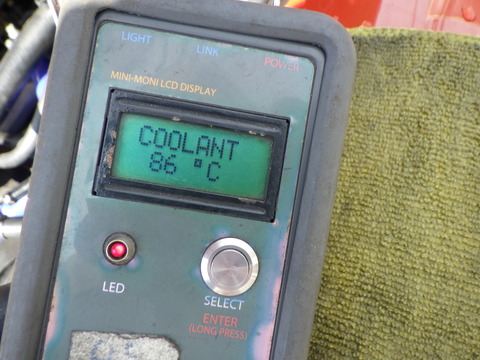 LIGHT
LINK
POWER
MINI-MONI LCD DISPLAY
COOLANT
86 °C
LED
SELECT
ENTER
(LONG PRESS)